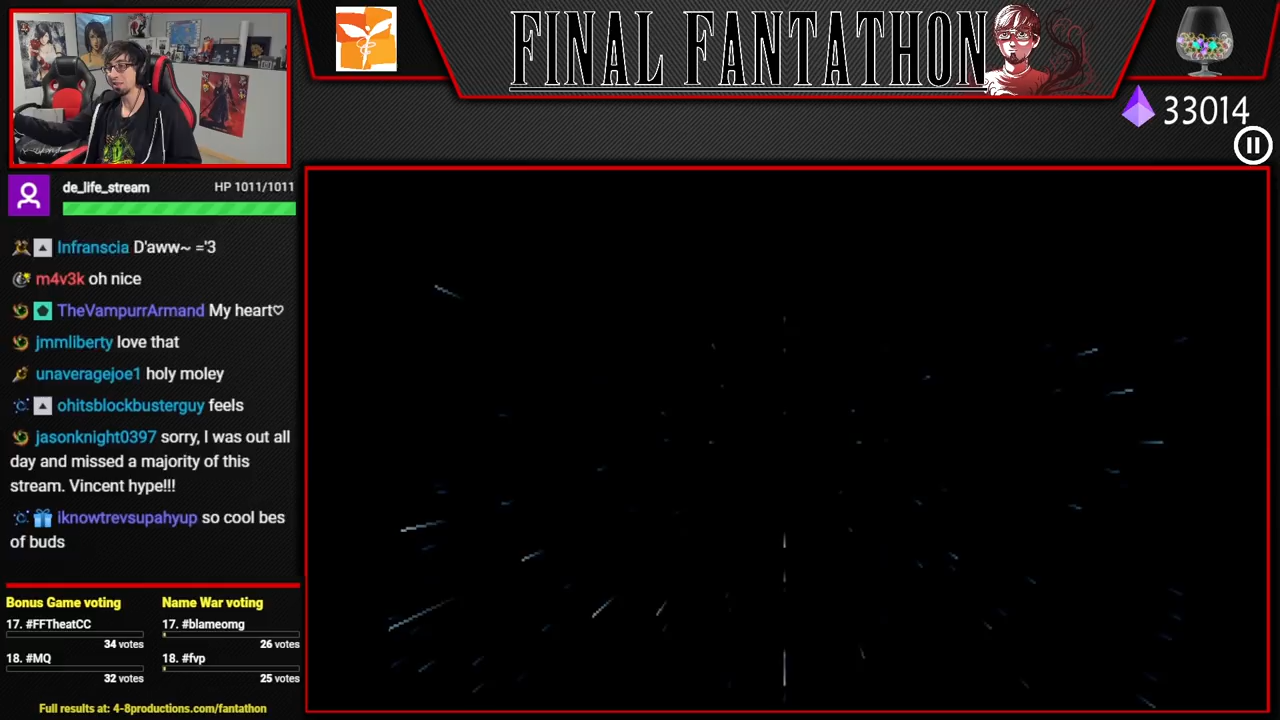 FINAL FANTATHON
33014
de_life_stream HP 1011/1011
Infranscia D'aww~ ='3
m4v3k oh nice
TheVampurrArmand My heart♡
jmmliberty love that
unaveragejoe1 holy moley
ohitsblockbusterguy feels
jasonknight0397 sorry, I was out all
day and missed a majority of this
stream. Vincent hype!!!
iknowtrevsupahyup so cool bes
of buds
Bonus Game voting
17. #FFTheatCC
34 votes
18. #MQ
32 votes
Name War voting
17. #blameomg
26 votes
18. #fvp
25 votes
Full results at: 4-8productions.com/fantathon